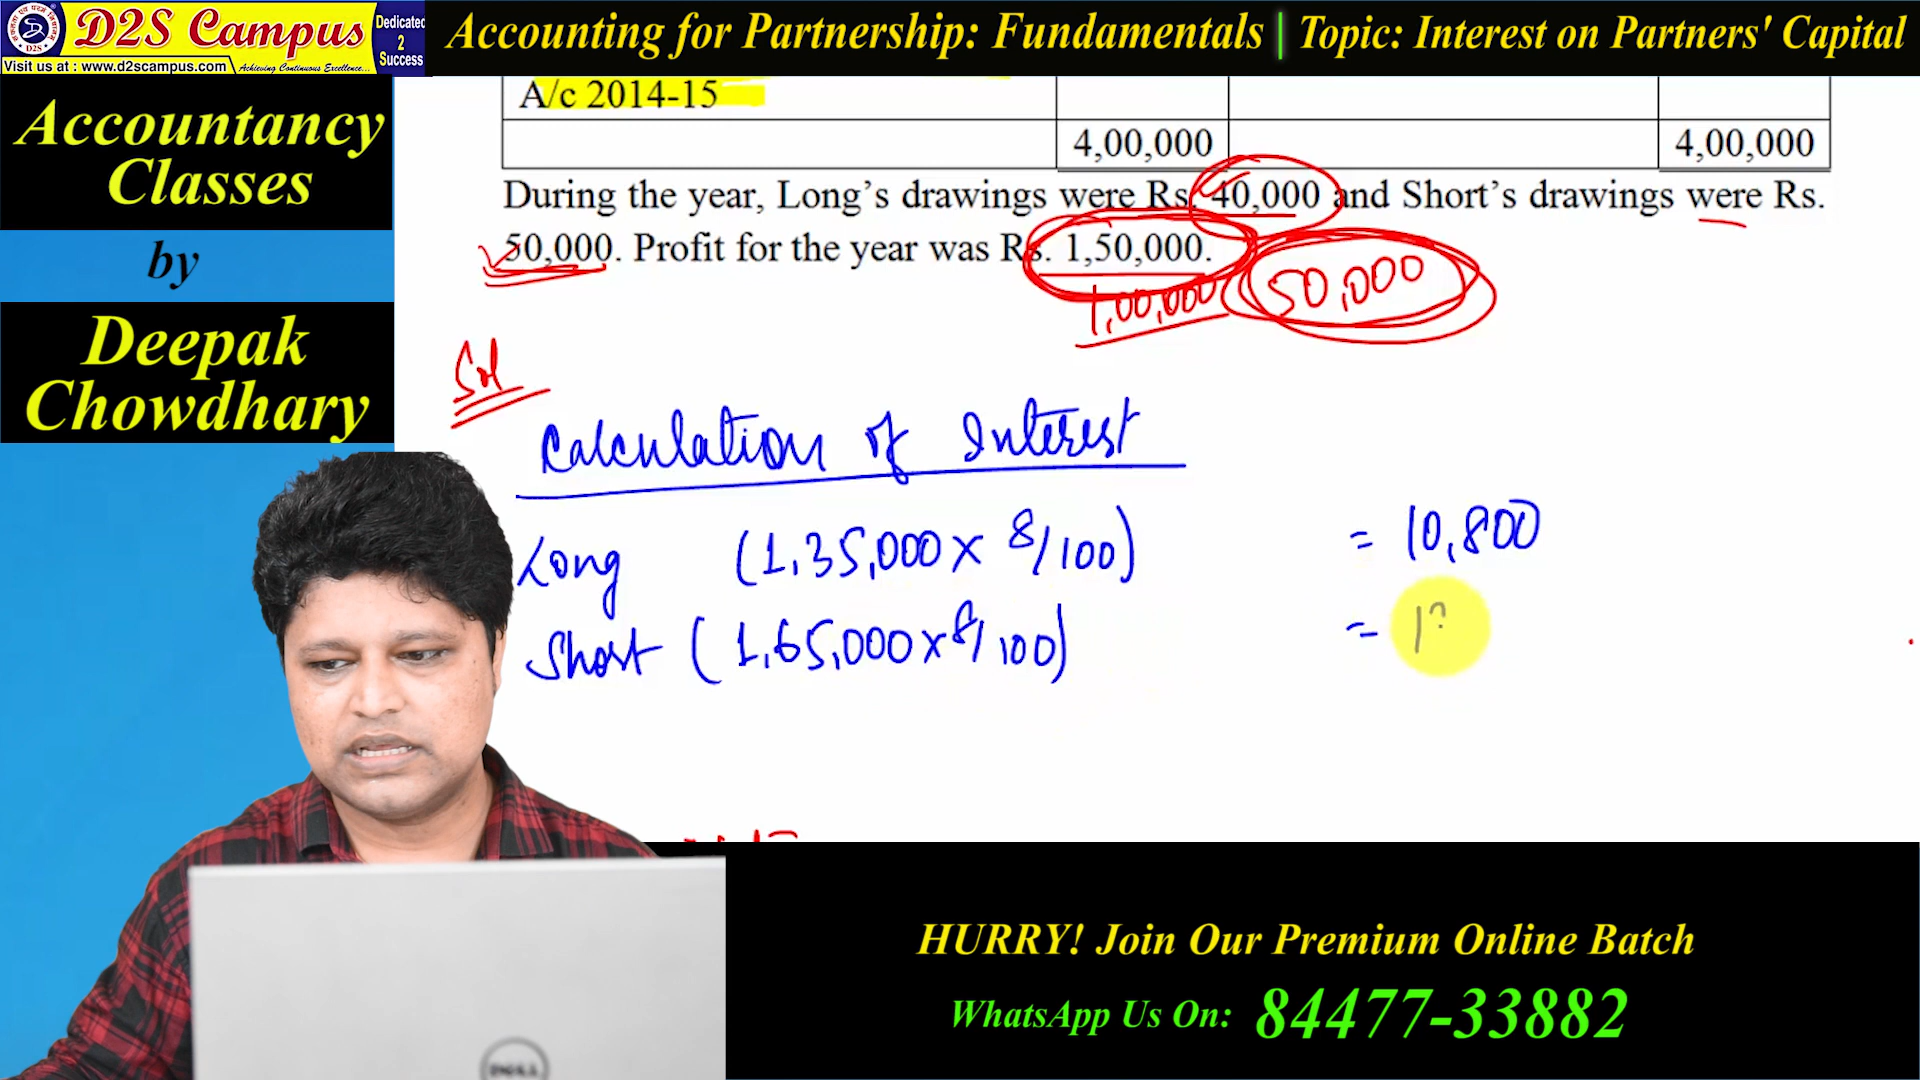 D2S
D2S Campus
Dedicated
2
Success
Visit us at : www.d2scampus.com
Achieving Continuous Excellence...
Accounting for Partnership: Fundamentals | Topic: Interest on Partners' Capital
Accountancy
Classes
by
Deepak
Chowdhary
A/c 2014-15
4,00,000 4,00,000
During the year, Long's drawings were Rs. 40,000 and Short's drawings were Rs.
50,000. Profit for the year was Rs. 1,50,000.
1,00,000 50,000
Sol
Calculation of Interest
Long (1,35,000 x 8/100) = 10,800
Short (1,65,000 x 8/100) = 1
DELL
HURRY! Join Our Premium Online Batch
WhatsApp Us On: 84477-33882